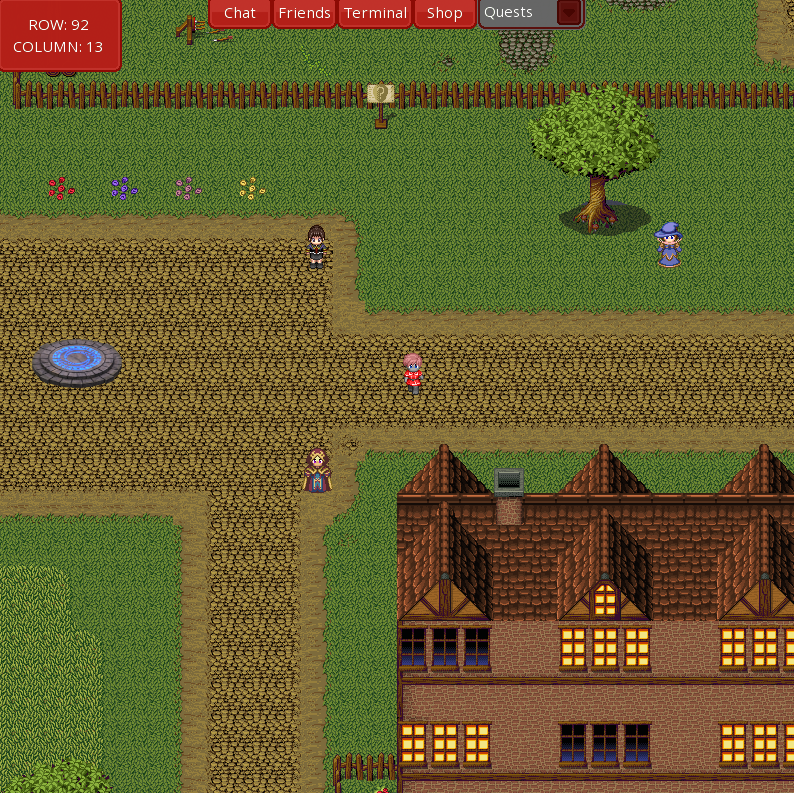 ROW: 92
COLUMN: 13
Chat
Friends
Terminal
Shop
Quests
?